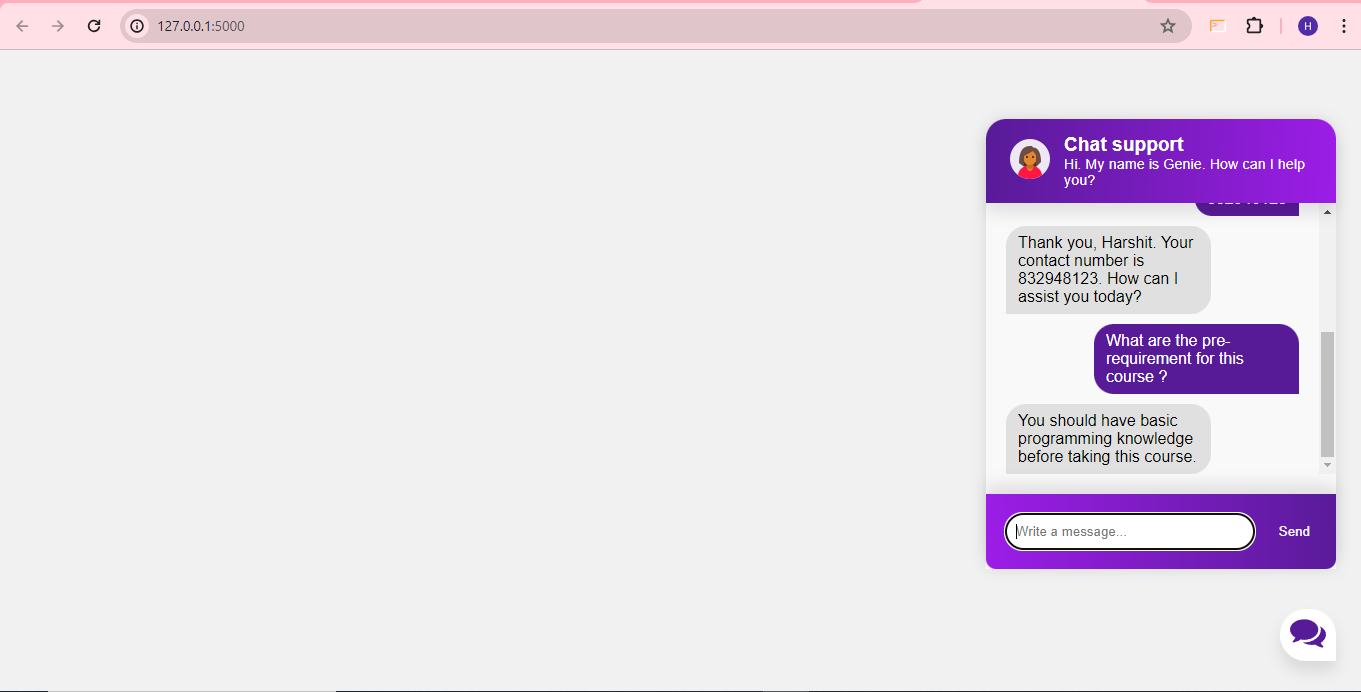 127.0.0.1:5000
H
Chat support
Hi. My name is Genie. How can I help
you?
Thank you, Harshit. Your
contact number is
832948123. How can I
assist you today?
What are the pre-
requirement for this
course ?
You should have basic
programming knowledge
before taking this course.
Write a message...
Send